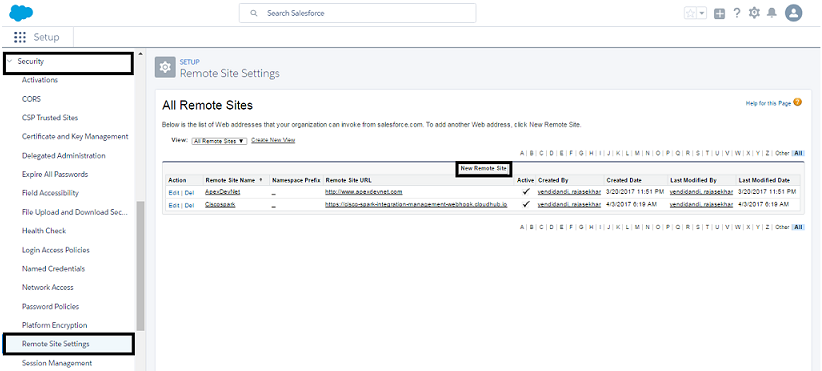 Search Salesforce
Setup
Security
Activations
CORS
CSP Trusted Sites
Certificate and Key Management
Delegated Administration
Expire All Passwords
Field Accessibility
File Upload and Download Sec...
Health Check
Login Access Policies
Named Credentials
Network Access
Password Policies
Platform Encryption
Remote Site Settings
Session Management
SETUP
Remote Site Settings
All Remote Sites
Help for this Page ?
Below is the list of Web addresses that your organization can invoke from salesforce.com. To add another Web address, click New Remote Site.
View: All Remote Sites ▼ Create New View
A | B | C | D | E | F | G | H | I | J | K | L | M | N | O | P | Q | R | S | T | U | V | W | X | Y | Z | Other All
New Remote Site
Action Remote Site Name ↑ Namespace Prefix Remote Site URL Active Created By Created Date Last Modified By Last Modified Date
Edit | Del ApexDevNet _ http://www.apexdevnet.com ✓ vendidandi, rajasekhar 3/20/2017 11:51 PM vendidandi, rajasekhar 3/20/2017 11:51 PM
Edit | Del Ciscospark _ https://cisco-spark-integration-management-webhook.cloudhub.io ✓ vendidandi, rajasekhar 4/3/2017 6:19 AM vendidandi, rajasekhar 4/3/2017 6:19 AM
A | B | C | D | E | F | G | H | I | J | K | L | M | N | O | P | Q | R | S | T | U | V | W | X | Y | Z | Other All